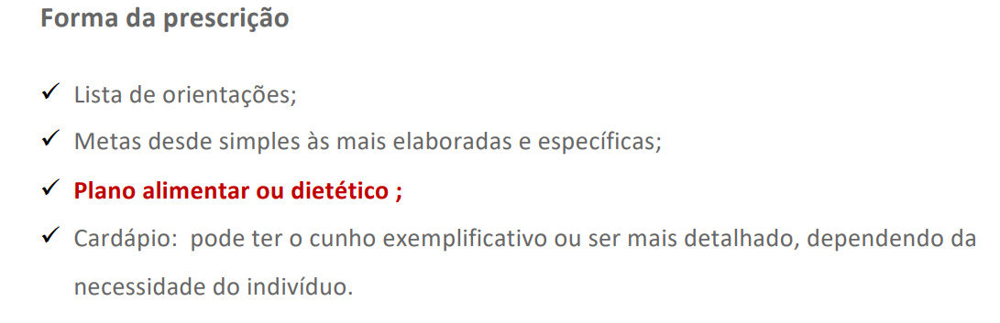 Forma da prescrição
✓ Lista de orientações;
✓ Metas desde simples às mais elaboradas e específicas;
✓ Plano alimentar ou dietético ;
✓ Cardápio:  pode ter o cunho exemplificativo ou ser mais detalhado, dependendo da
necessidade do indivíduo.